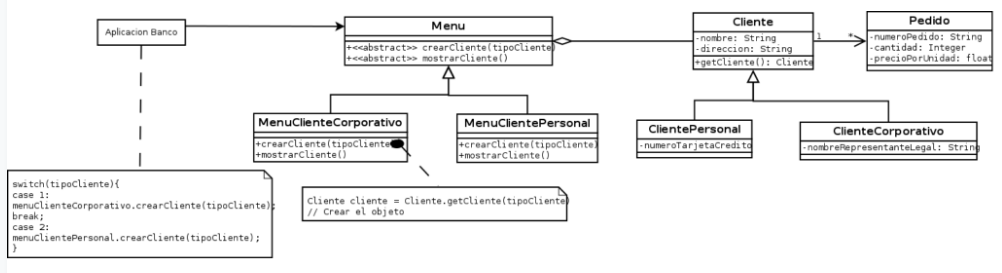 Aplicacion Banco
Menu
+<<abstract>> crearCliente(tipoCliente)
+<<abstract>> mostrarCliente()
Cliente
-nombre: String
-direccion: String
+getCliente(): Cliente
1
*
Pedido
-numeroPedido: String
-cantidad: Integer
-precioPorUnidad: float
MenuClienteCorporativo
+crearCliente(tipoCliente)
+mostrarCliente()
MenuClientePersonal
+crearCliente(tipoCliente)
+mostrarCliente()
ClientePersonal
-numeroTarjetaCredito
ClienteCorporativo
-nombreRepresentanteLegal: String
switch(tipoCliente){
case 1:
menuClienteCorporativo.crearCliente(tipoCliente);
break;
case 2:
menuClientePersonal.crearCliente(tipoCliente);
}
Cliente cliente = Cliente.getCliente(tipoCliente)
// Crear el objeto